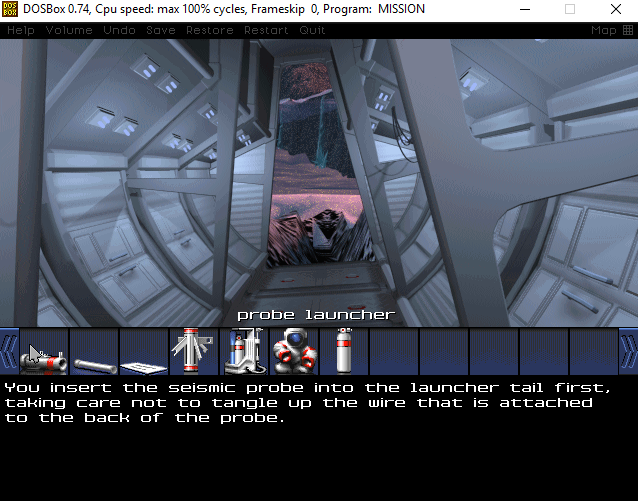 DOS BOX
DOSBox 0.74, Cpu speed: max 100% cycles, Frameskip 0, Program: MISSION
Help Volume Undo Save Restore Restart Quit Map
probe launcher
You insert the seismic probe into the launcher tail first,
taking care not to tangle up the wire that is attached
to the back of the probe.